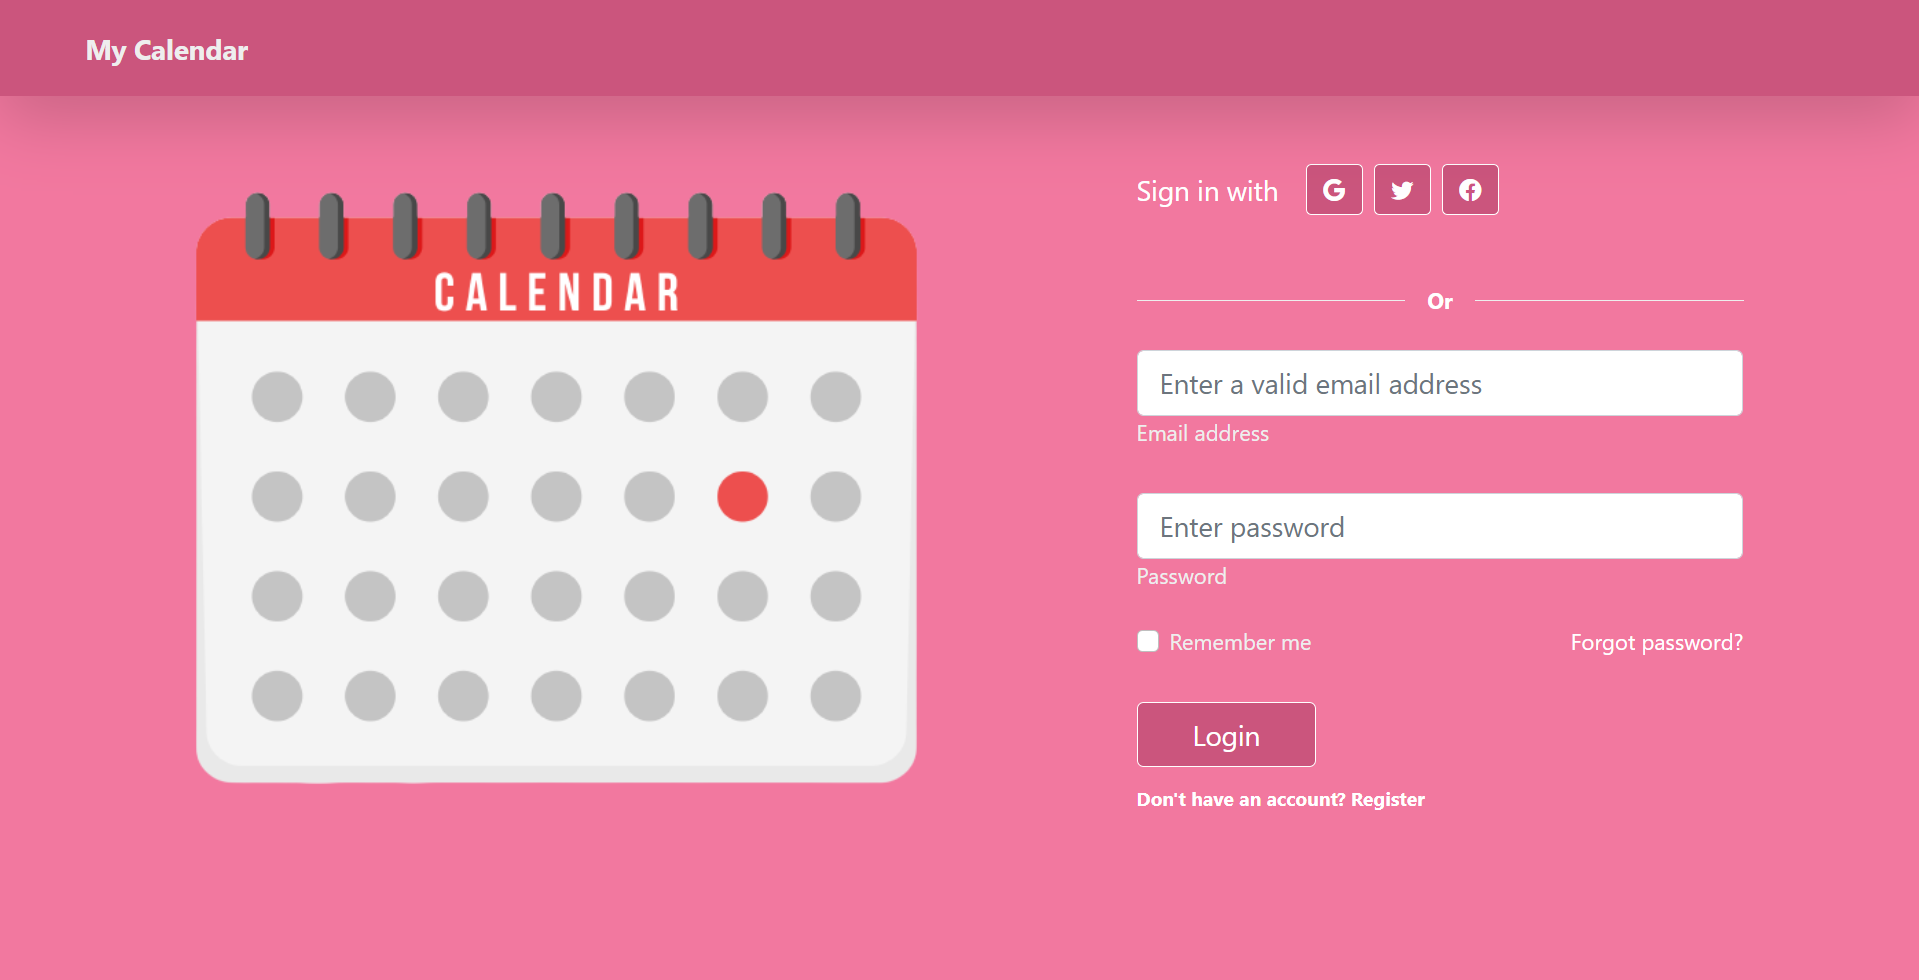 My Calendar
CALENDAR
Sign in with
Or
Enter a valid email address
Email address
Enter password
Password
Remember me
Forgot password?
Login
Don't have an account? Register